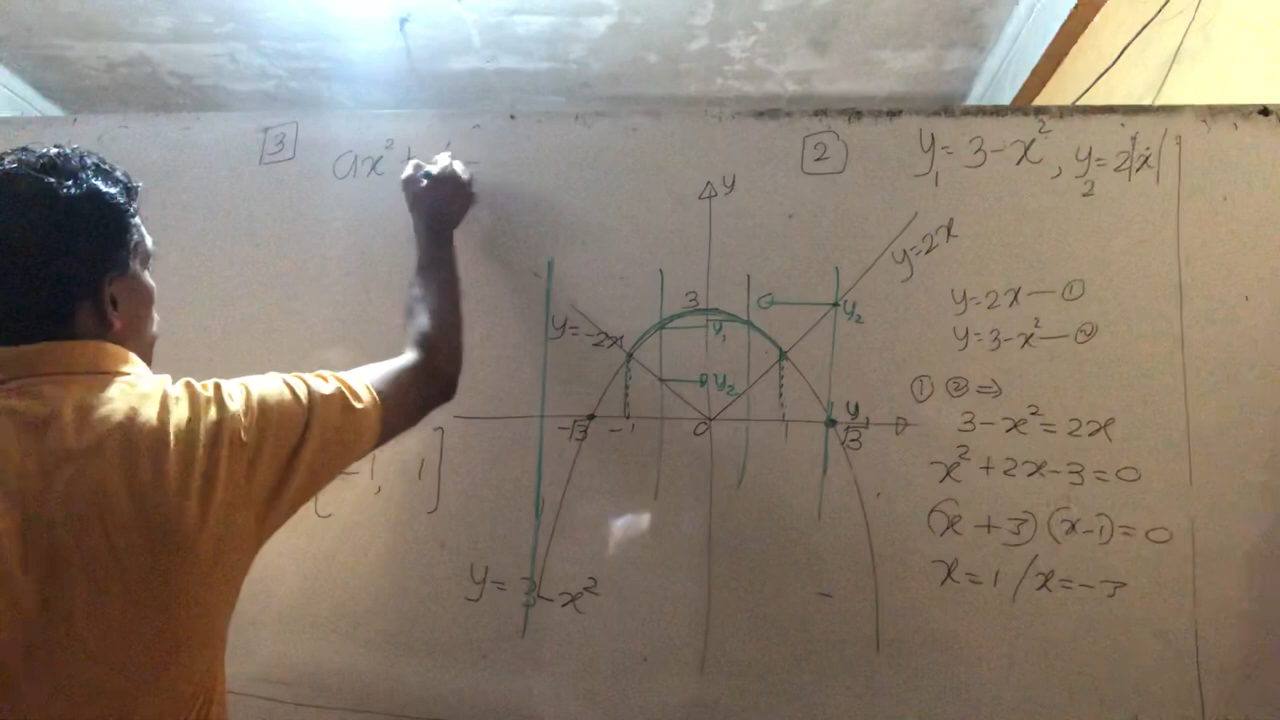 3
ax²
-1, 1]
2
y₁ = 3-x², y₂ = 2|x|
y
y=2x
3
y₁
y₂
y=-2x
y₂
-√3 -1 0 1 √3
y₁
y = 3-x²
y=2x — ①
y=3-x² — ②
① ② ⇒
3-x² = 2x
x²+2x-3=0
(x+3)(x-1)=0
x=1 / x=-3